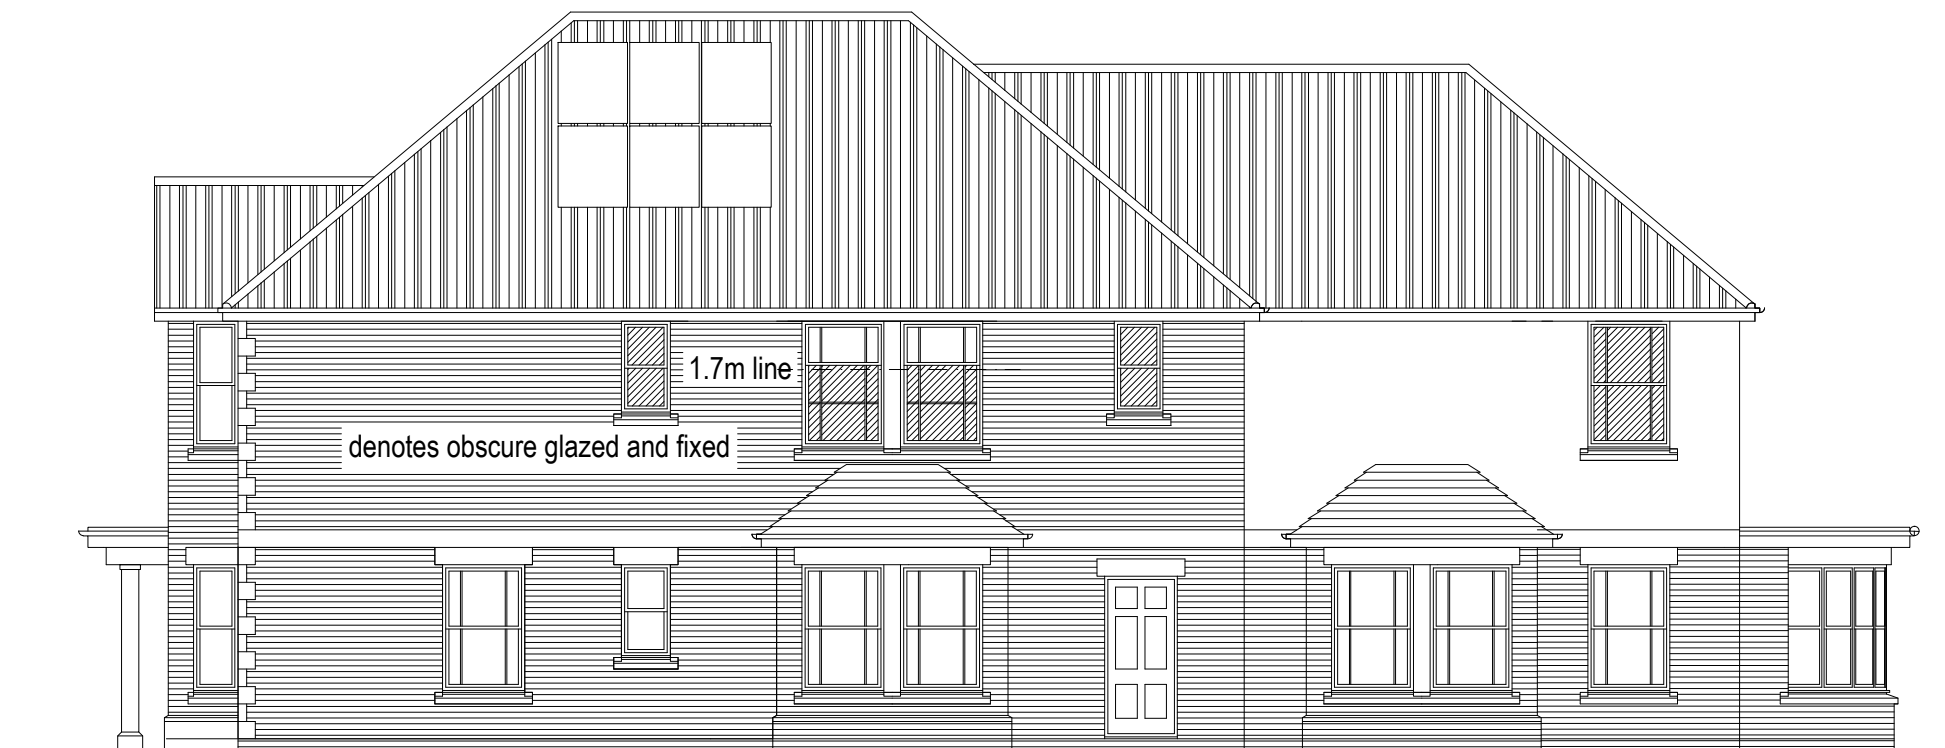 1.7m line
denotes obscure glazed and fixed